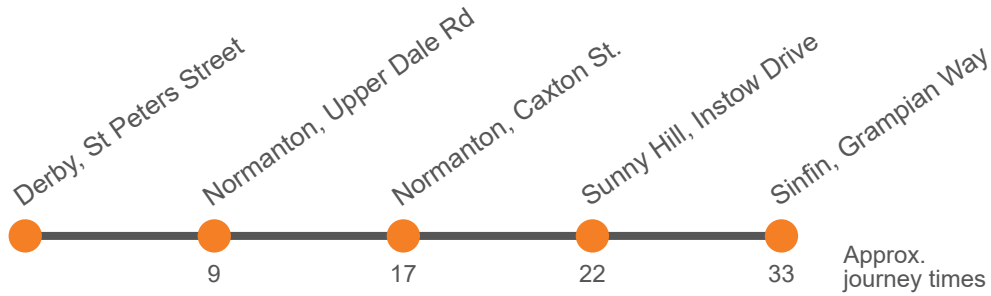 Derby, St Peters Street
Normanton, Upper Dale Rd
Normanton, Caxton St.
Sunny Hill, Instow Drive
Sinfin, Grampian Way
9
17
22
33
Approx.
journey times